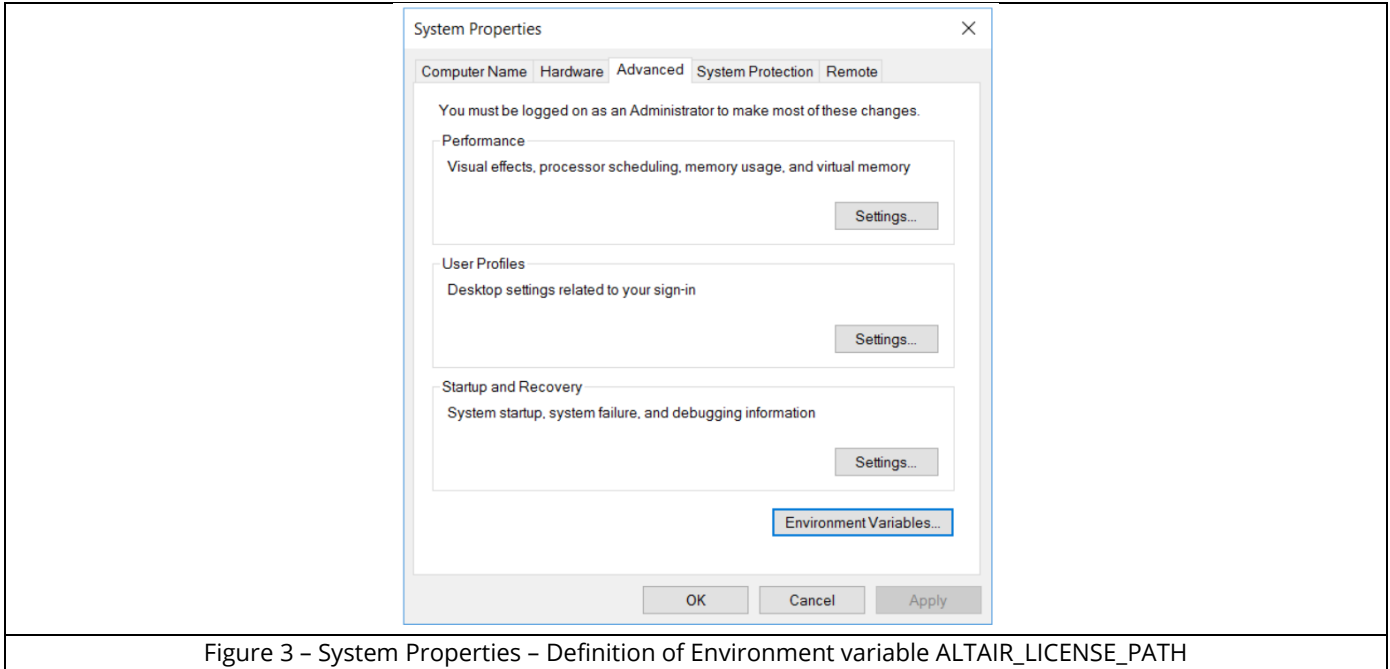 System Properties
Computer Name Hardware Advanced System Protection Remote
You must be logged on as an Administrator to make most of these changes.
Performance
Visual effects, processor scheduling, memory usage, and virtual memory
Settings...
User Profiles
Desktop settings related to your sign-in
Settings...
Startup and Recovery
System startup, system failure, and debugging information
Settings...
Environment Variables...
OK Cancel Apply
Figure 3 – System Properties – Definition of Environment variable ALTAIR_LICENSE_PATH